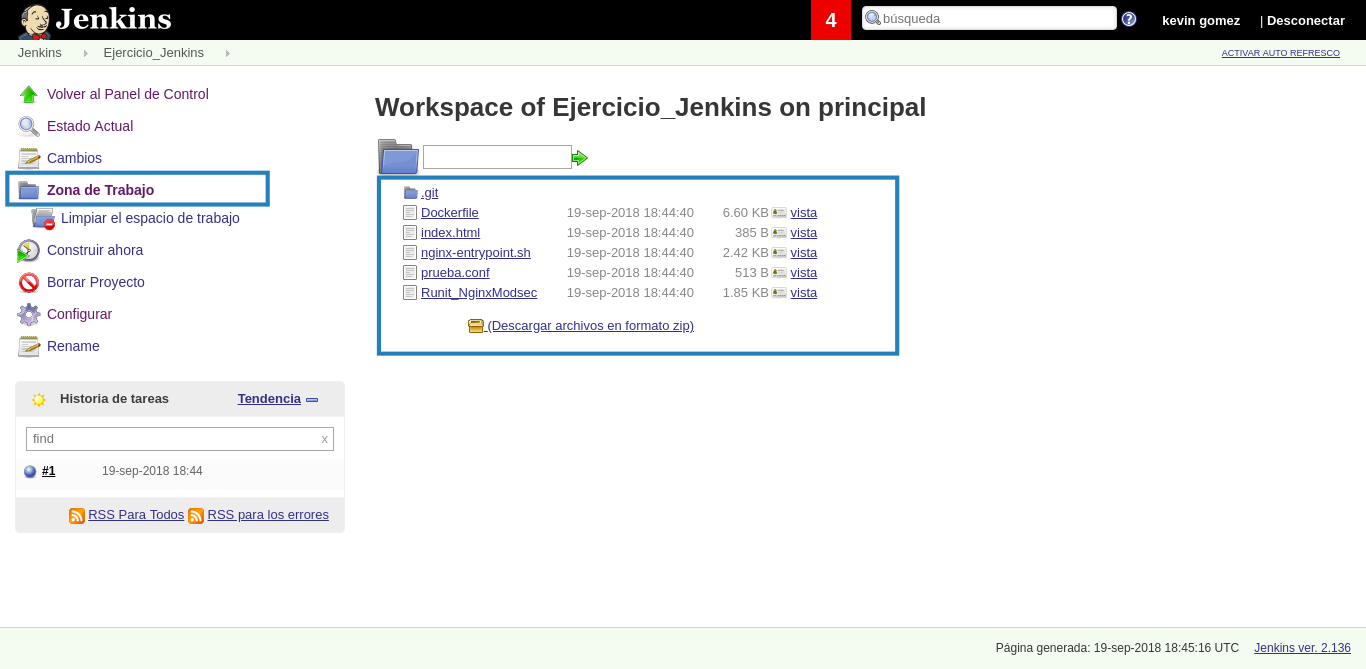 Jenkins
4
búsqueda
?
kevin gomez
| Desconectar
Jenkins
Ejercicio_Jenkins
ACTIVAR AUTO REFRESCO
Volver al Panel de Control
Estado Actual
Cambios
Zona de Trabajo
Limpiar el espacio de trabajo
Construir ahora
Borrar Proyecto
Configurar
Rename
Historia de tareas
Tendencia
find
x
#1 19-sep-2018 18:44
RSS Para Todos RSS para los errores
Workspace of Ejercicio_Jenkins on principal
.git
Dockerfile 19-sep-2018 18:44:40 6.60 KB vista
index.html 19-sep-2018 18:44:40 385 B vista
nginx-entrypoint.sh 19-sep-2018 18:44:40 2.42 KB vista
prueba.conf 19-sep-2018 18:44:40 513 B vista
Runit_NginxModsec 19-sep-2018 18:44:40 1.85 KB vista
(Descargar archivos en formato zip)
Página generada: 19-sep-2018 18:45:16 UTC Jenkins ver. 2.136